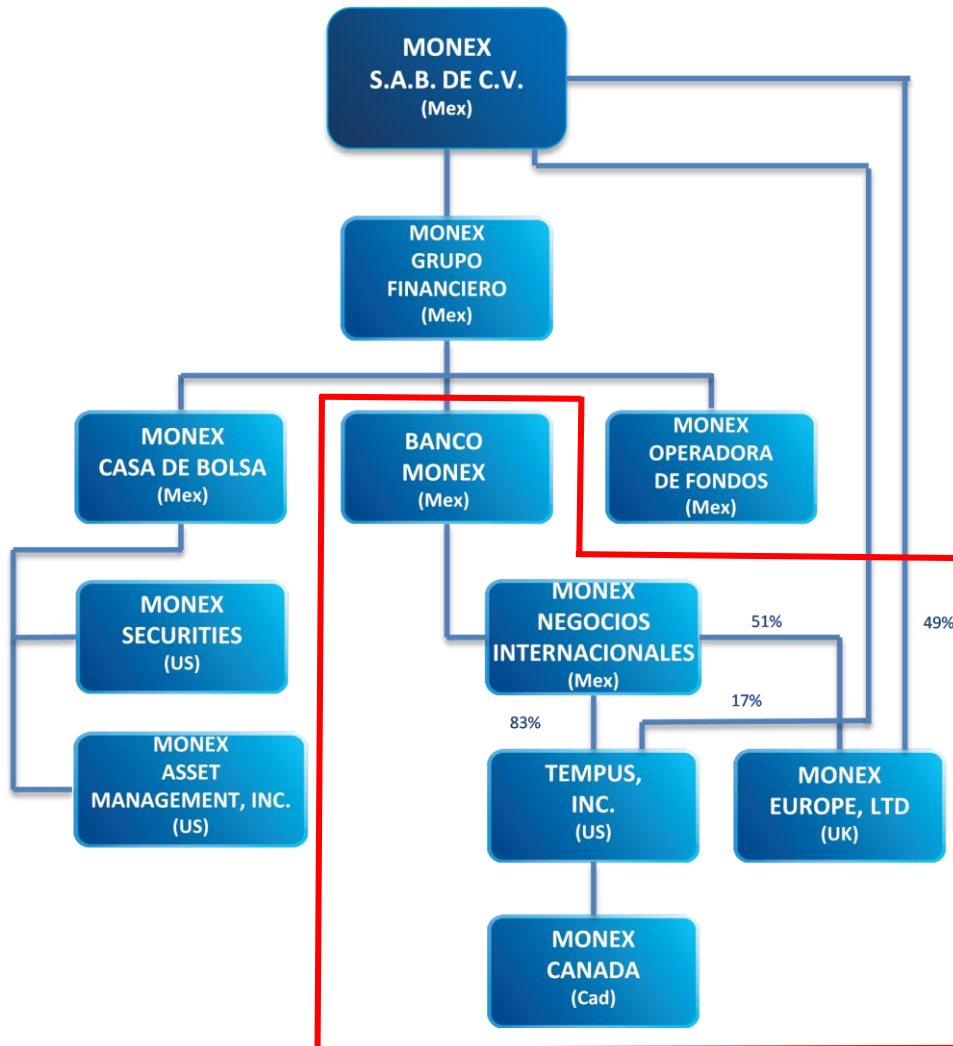 MONEX
S.A.B. DE C.V.
(Mex)
MONEX
GRUPO
FINANCIERO
(Mex)
MONEX
CASA DE BOLSA
(Mex)
BANCO
MONEX
(Mex)
MONEX
OPERADORA
DE FONDOS
(Mex)
MONEX
SECURITIES
(US)
MONEX
NEGOCIOS
INTERNACIONALES
(Mex)
51%
49%
83%
17%
MONEX
ASSET
MANAGEMENT, INC.
(US)
TEMPUS,
INC.
(US)
MONEX
EUROPE, LTD
(UK)
MONEX
CANADA
(Cad)